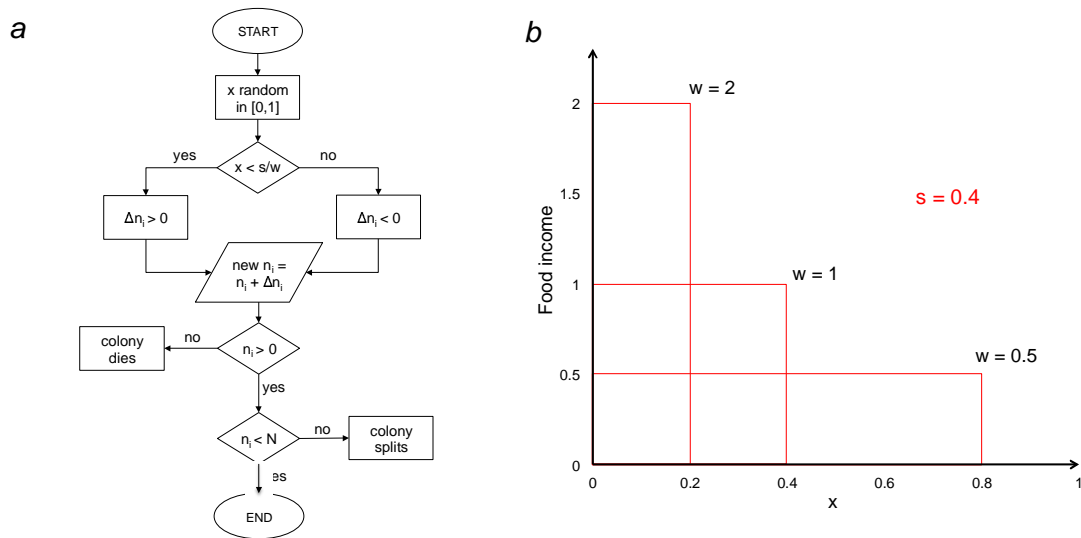 a
START
x random
in [0,1]
yes
x < s/w
no
Δnᵢ > 0
Δnᵢ < 0
new nᵢ =
nᵢ + Δnᵢ
colony
dies
no
nᵢ > 0
yes
nᵢ < N
no
colony
splits
es
END
b
Food income
2
1.5
1
0.5
0
w = 2
s = 0.4
w = 1
w = 0.5
0
0.2
0.4
0.6
0.8
1
x